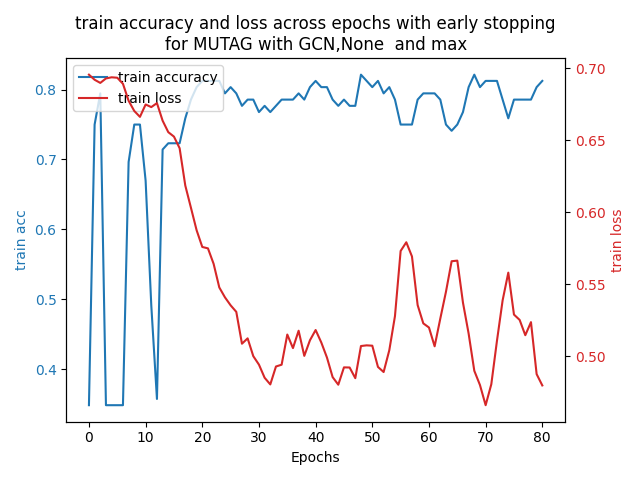 train accuracy and loss across epochs with early stopping
for MUTAG with GCN,None  and max
train accuracy
train loss
0.8
0.7
0.6
0.5
0.4
train acc
0.70
0.65
0.60
0.55
0.50
train loss
0 10 20 30 40 50 60 70 80
Epochs